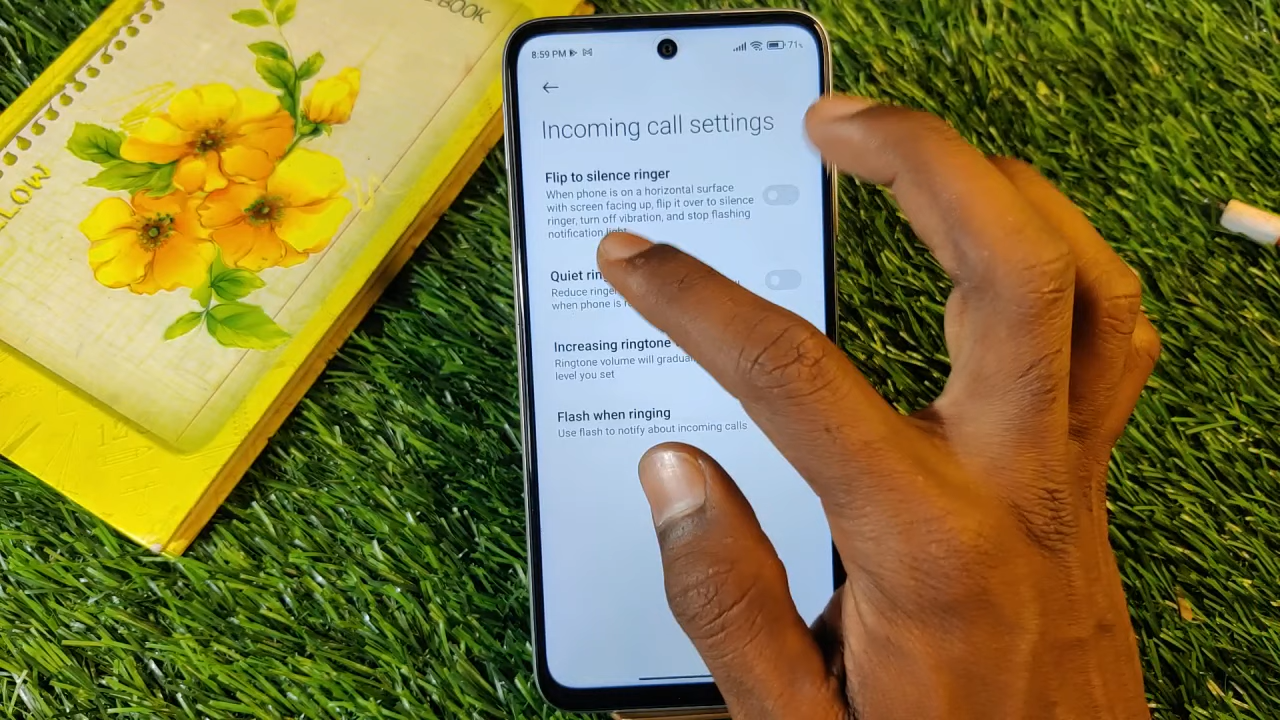 BOOK
LOW
8:59 PM
71%
Incoming call settings
Flip to silence ringer
When phone is on a horizontal surface
with screen facing up, flip it over to silence
ringer, turn off vibration, and stop flashing
notification light
Quiet
Reduce ringer
when phone is
Increasing ringtone
Ringtone volume will
level you set
Flash when ringing
Use flash to notify about incoming calls